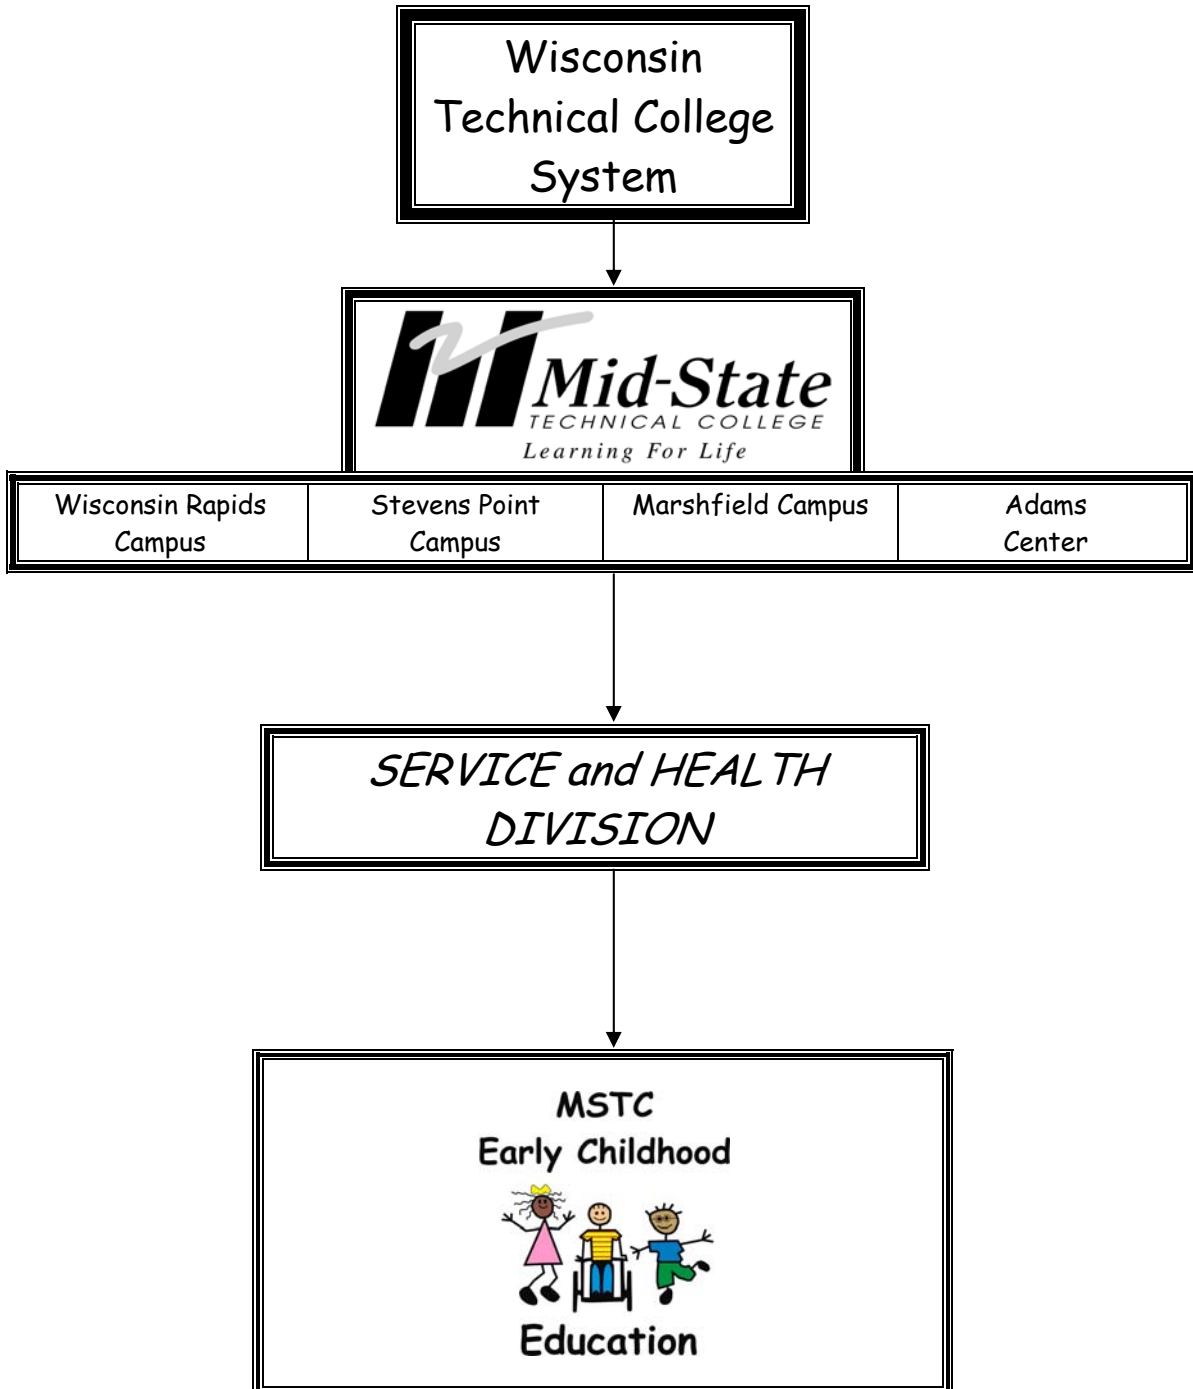 Wisconsin
Technical College
System
Mid-State
TECHNICAL COLLEGE
Learning For Life
Wisconsin Rapids
Campus
Stevens Point
Campus
Marshfield Campus
Adams
Center
SERVICE and HEALTH
DIVISION
MSTC
Early Childhood
Education